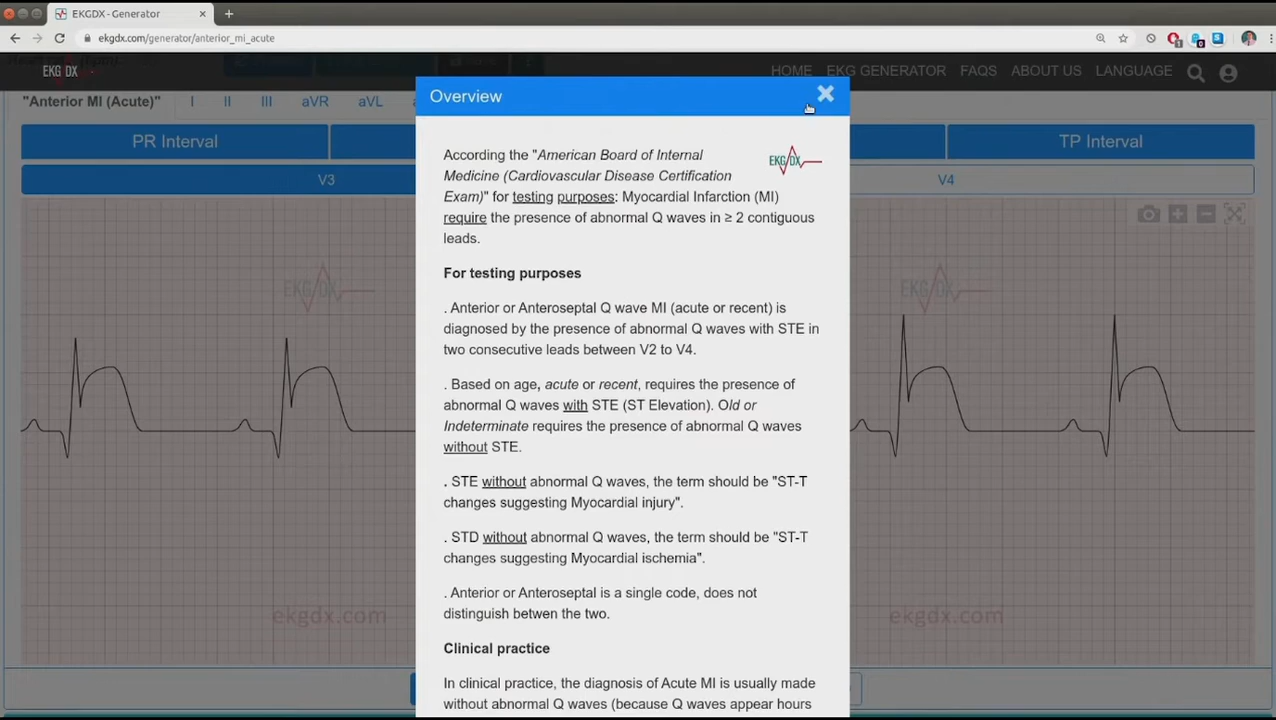 EKGDX - Generator
ekgdx.com/generator/anterior_mi_acute
EKG DX
HOME
EKG GENERATOR
FAQS
ABOUT US
LANGUAGE
"Anterior MI (Acute)"
I
II
III
aVR
aVL
PR Interval
TP Interval
V3
V4
Overview
EKG DX
According the "American Board of Internal
Medicine (Cardiovascular Disease Certification
Exam)" for testing purposes: Myocardial Infarction (MI)
require the presence of abnormal Q waves in ≥ 2 contiguous
leads.
For testing purposes
. Anterior or Anteroseptal Q wave MI (acute or recent) is
diagnosed by the presence of abnormal Q waves with STE in
two consecutive leads between V2 to V4.
. Based on age, acute or recent, requires the presence of
abnormal Q waves with STE (ST Elevation). Old or
Indeterminate requires the presence of abnormal Q waves
without STE.
. STE without abnormal Q waves, the term should be "ST-T
changes suggesting Myocardial injury".
. STD without abnormal Q waves, the term should be "ST-T
changes suggesting Myocardial ischemia".
. Anterior or Anteroseptal is a single code, does not
distinguish betwen the two.
Clinical practice
In clinical practice, the diagnosis of Acute MI is usually made
without abnormal Q waves (because Q waves appear hours
EKG DX
EKG DX
ekgdx.com
ekgdx.com